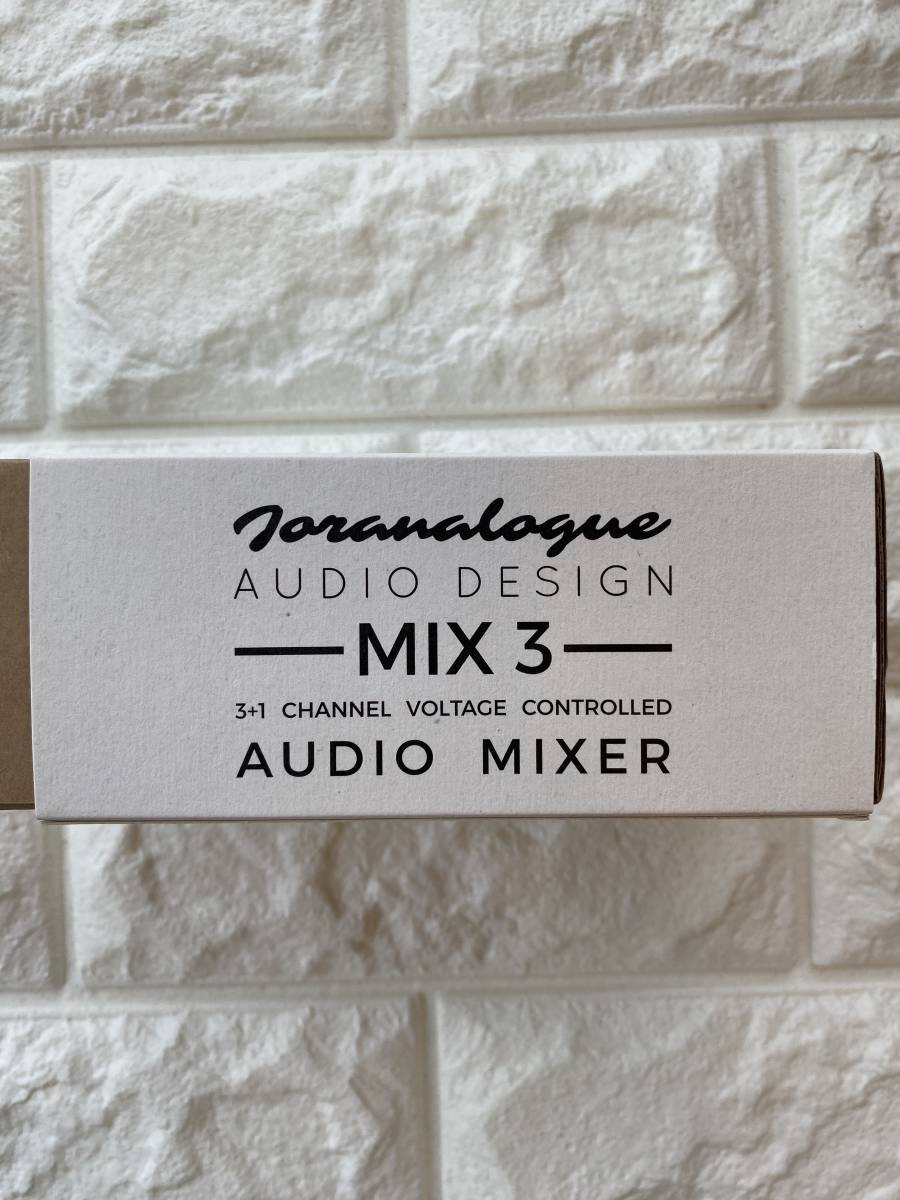 Joranalogue
AUDIO DESIGN
MIX 3
3+1 CHANNEL VOLTAGE CONTROLLED
AUDIO MIXER